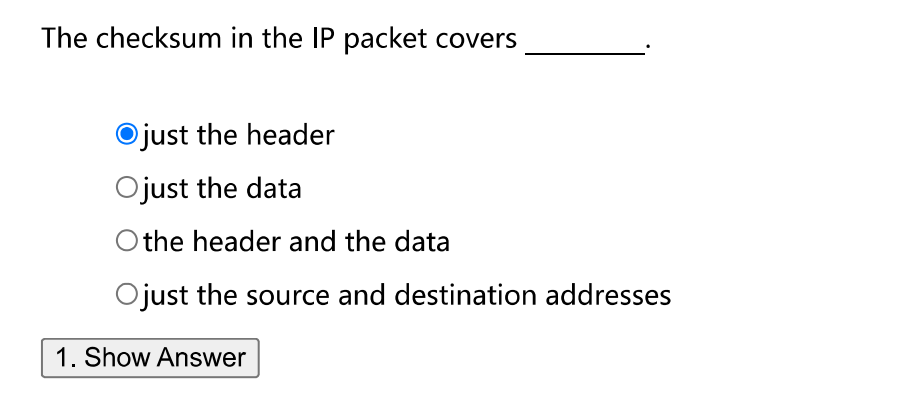 The checksum in the IP packet covers ________.
just the header
just the data
the header and the data
just the source and destination addresses
1. Show Answer